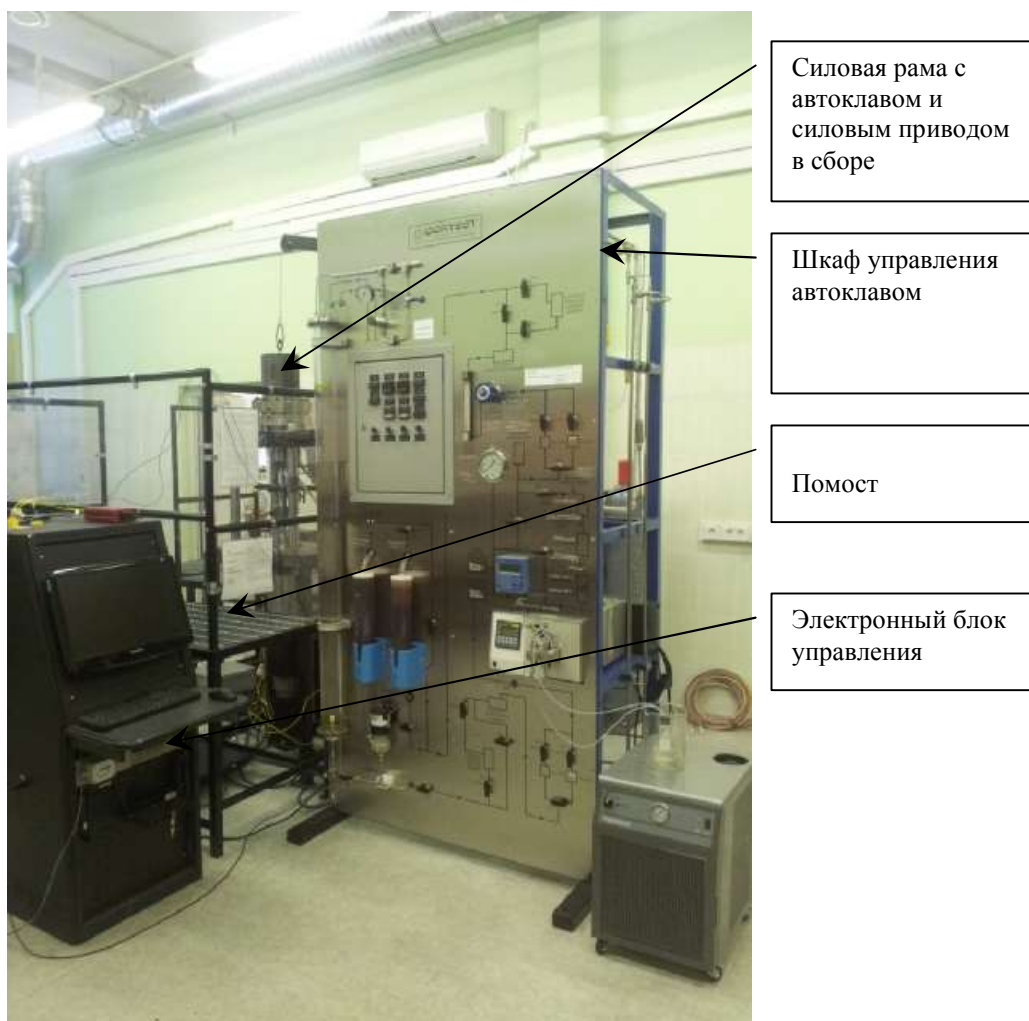 Силовая рама с
автоклавом и
силовым приводом
в сборе
Шкаф управления
автоклавом
Помост
Электронный блок
управления